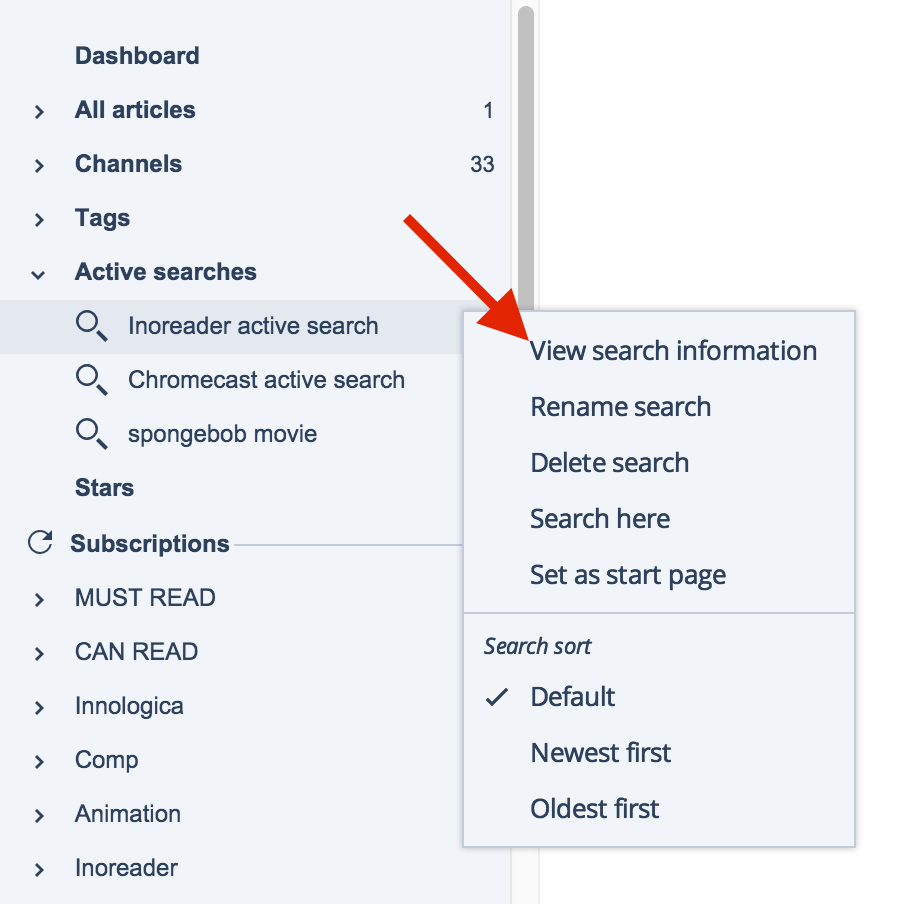 Dashboard
All articles 1
Channels 33
Tags
Active searches
Inoreader active search
Chromecast active search
spongebob movie
Stars
Subscriptions
MUST READ
CAN READ
Innologica
Comp
Animation
Inoreader
View search information
Rename search
Delete search
Search here
Set as start page
Search sort
Default
Newest first
Oldest first